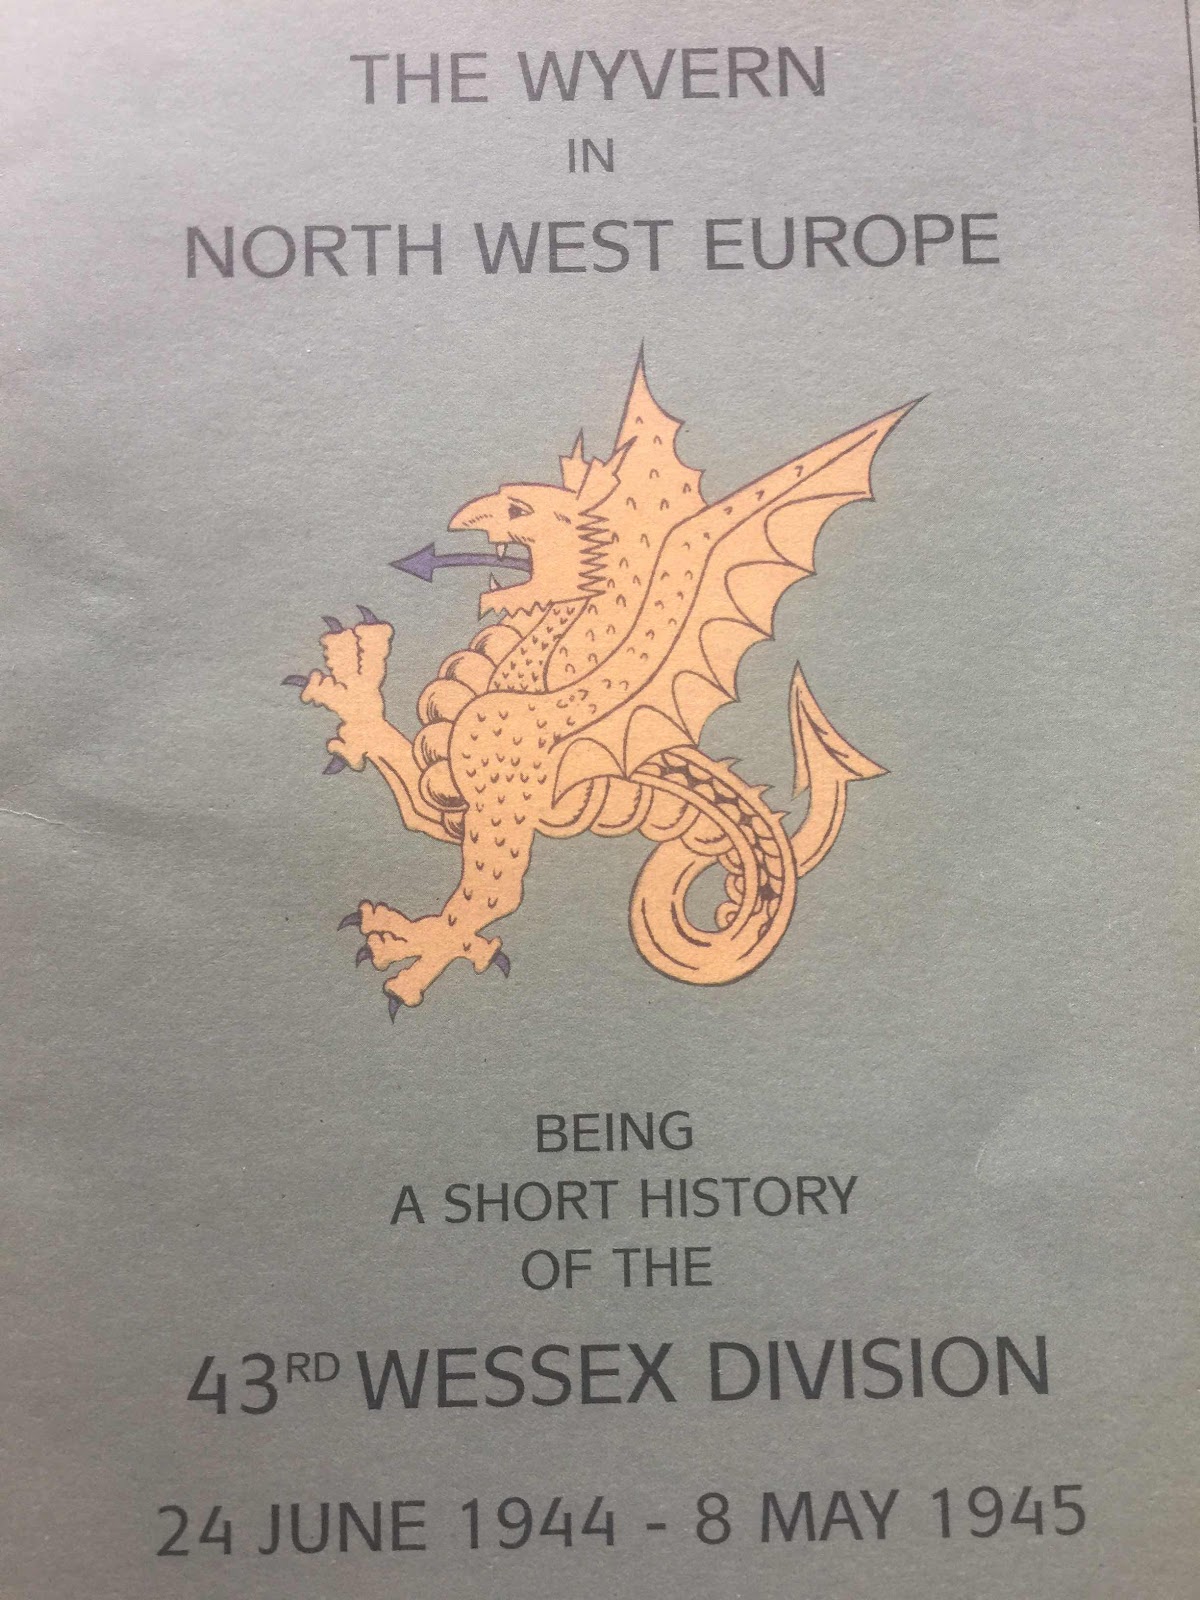 THE WYVERN
IN
NORTH WEST EUROPE
BEING
A SHORT HISTORY
OF THE
43RD WESSEX DIVISION
24 JUNE 1944 - 8 MAY 1945